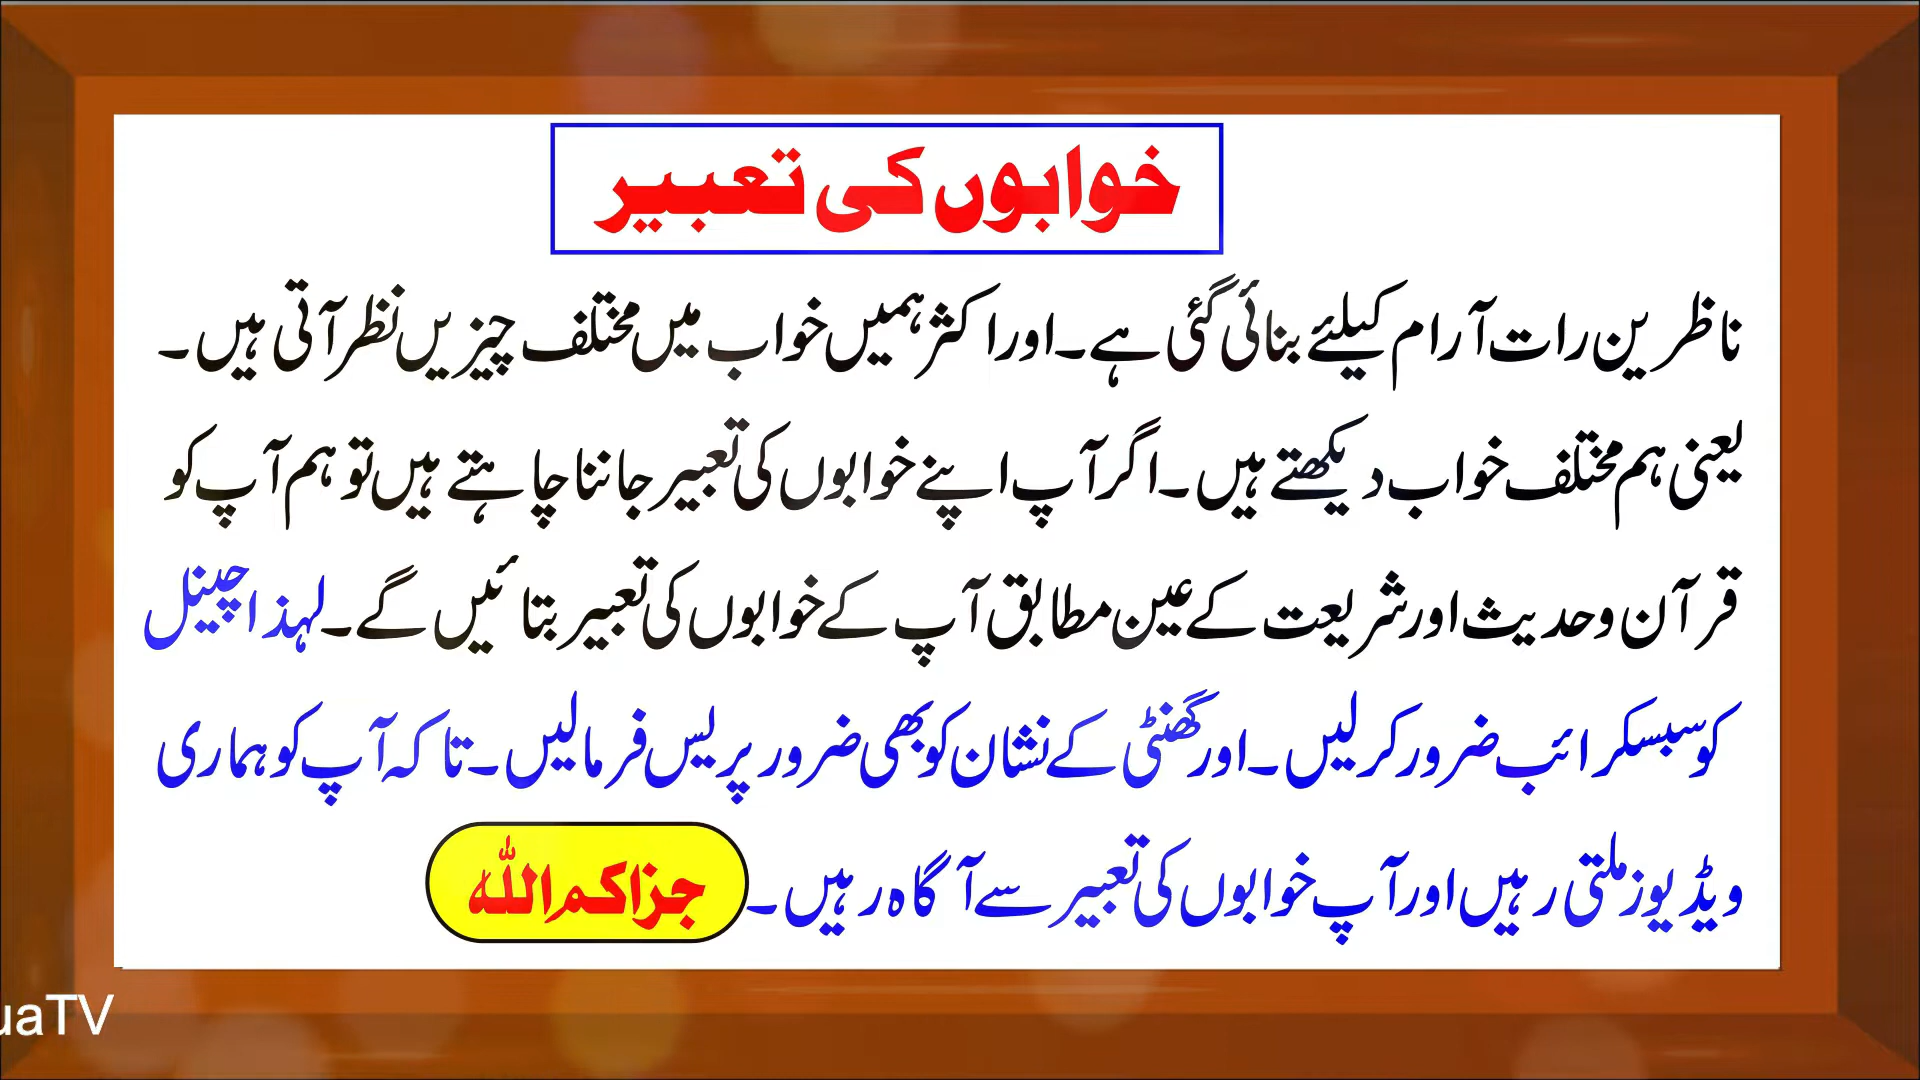 خوابوں کی تعبیر
ناظرین رات آرام کیلئے بنائی گئی ہے۔ اور اکثر ہمیں خواب میں مختلف چیزیں نظر آتی ہیں۔
یعنی ہم مختلف خواب دیکھتے ہیں۔ اگر آپ اپنے خوابوں کی تعبیر جاننا چاہتے ہیں تو ہم آپ کو
قرآن و حدیث اور شریعت کے عین مطابق آپ کے خوابوں کی تعبیر بتائیں گے۔ لہذا چینل
کو سبسکرائب ضرور کرلیں۔ اور گھنٹی کے نشان کو بھی ضرور پریس فرمالیں۔ تاکہ آپ کو ہماری
ویڈیوز ملتی رہیں اور آپ خوابوں کی تعبیر سے آگاہ رہیں۔ جزاکم اللہ
uaTV